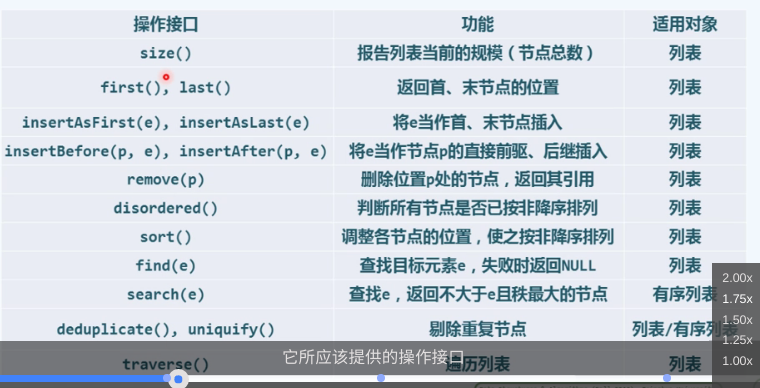 操作接口 功能 适用对象
size() 报告列表当前的规模（节点总数） 列表
first(), last() 返回首、末节点的位置 列表
insertAsFirst(e), insertAsLast(e) 将e当作首、末节点插入 列表
insertBefore(p, e), insertAfter(p, e) 将e当作节点p的直接前驱、后继插入 列表
remove(p) 删除位置p处的节点，返回其引用 列表
disordered() 判断所有节点是否已按非降序排列 列表
sort() 调整各节点的位置，使之按非降序排列 列表
find(e) 查找目标元素e，失败时返回NULL 列表
search(e) 查找e，返回不大于e且秩最大的节点 有序列表
deduplicate(), uniquify() 剔除重复节点 列表/有序列表
traverse() 遍历列表 列表
它所应该提供的操作接口
2.00x
1.75x
1.50x
1.25x
1.00x